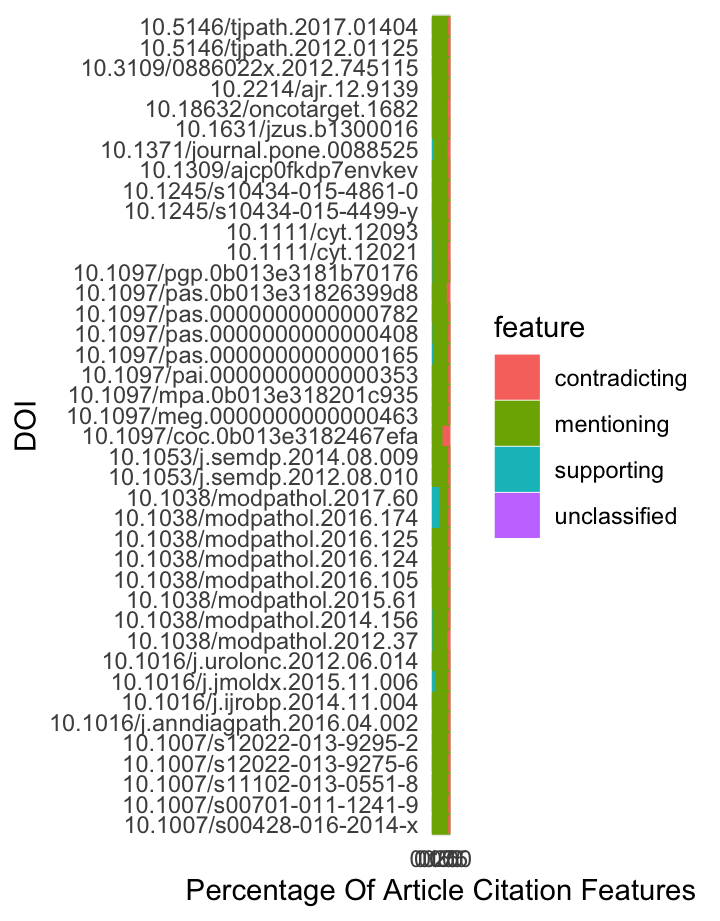 10.5146/tjpath.2017.01404
10.5146/tjpath.2012.01125
10.3109/0886022x.2012.745115
10.2214/ajr.12.9139
10.18632/oncotarget.1682
10.1631/jzus.b1300016
10.1371/journal.pone.0088525
10.1309/ajcp0fkdp7envkev
10.1245/s10434-015-4861-0
10.1245/s10434-015-4499-y
10.1111/cyt.12093
10.1111/cyt.12021
10.1097/pgp.0b013e3181b70176
10.1097/pas.0b013e31826399d8
10.1097/pas.0000000000000782
10.1097/pas.0000000000000408
10.1097/pas.0000000000000165
10.1097/pai.0000000000000353
10.1097/mpa.0b013e318201c935
10.1097/meg.0000000000000463
10.1097/coc.0b013e3182467efa
10.1053/j.semdp.2014.08.009
10.1053/j.semdp.2012.08.010
10.1038/modpathol.2017.60
10.1038/modpathol.2016.174
10.1038/modpathol.2016.125
10.1038/modpathol.2016.124
10.1038/modpathol.2016.105
10.1038/modpathol.2015.61
10.1038/modpathol.2014.156
10.1038/modpathol.2012.37
10.1016/j.urolonc.2012.06.014
10.1016/j.jmoldx.2015.11.006
10.1016/j.ijrobp.2014.11.004
10.1016/j.anndiagpath.2016.04.002
10.1007/s12022-013-9295-2
10.1007/s12022-013-9275-6
10.1007/s11102-013-0551-8
10.1007/s00701-011-1241-9
10.1007/s00428-016-2014-x
DOI
Percentage Of Article Citation Features
feature
contradicting
mentioning
supporting
unclassified